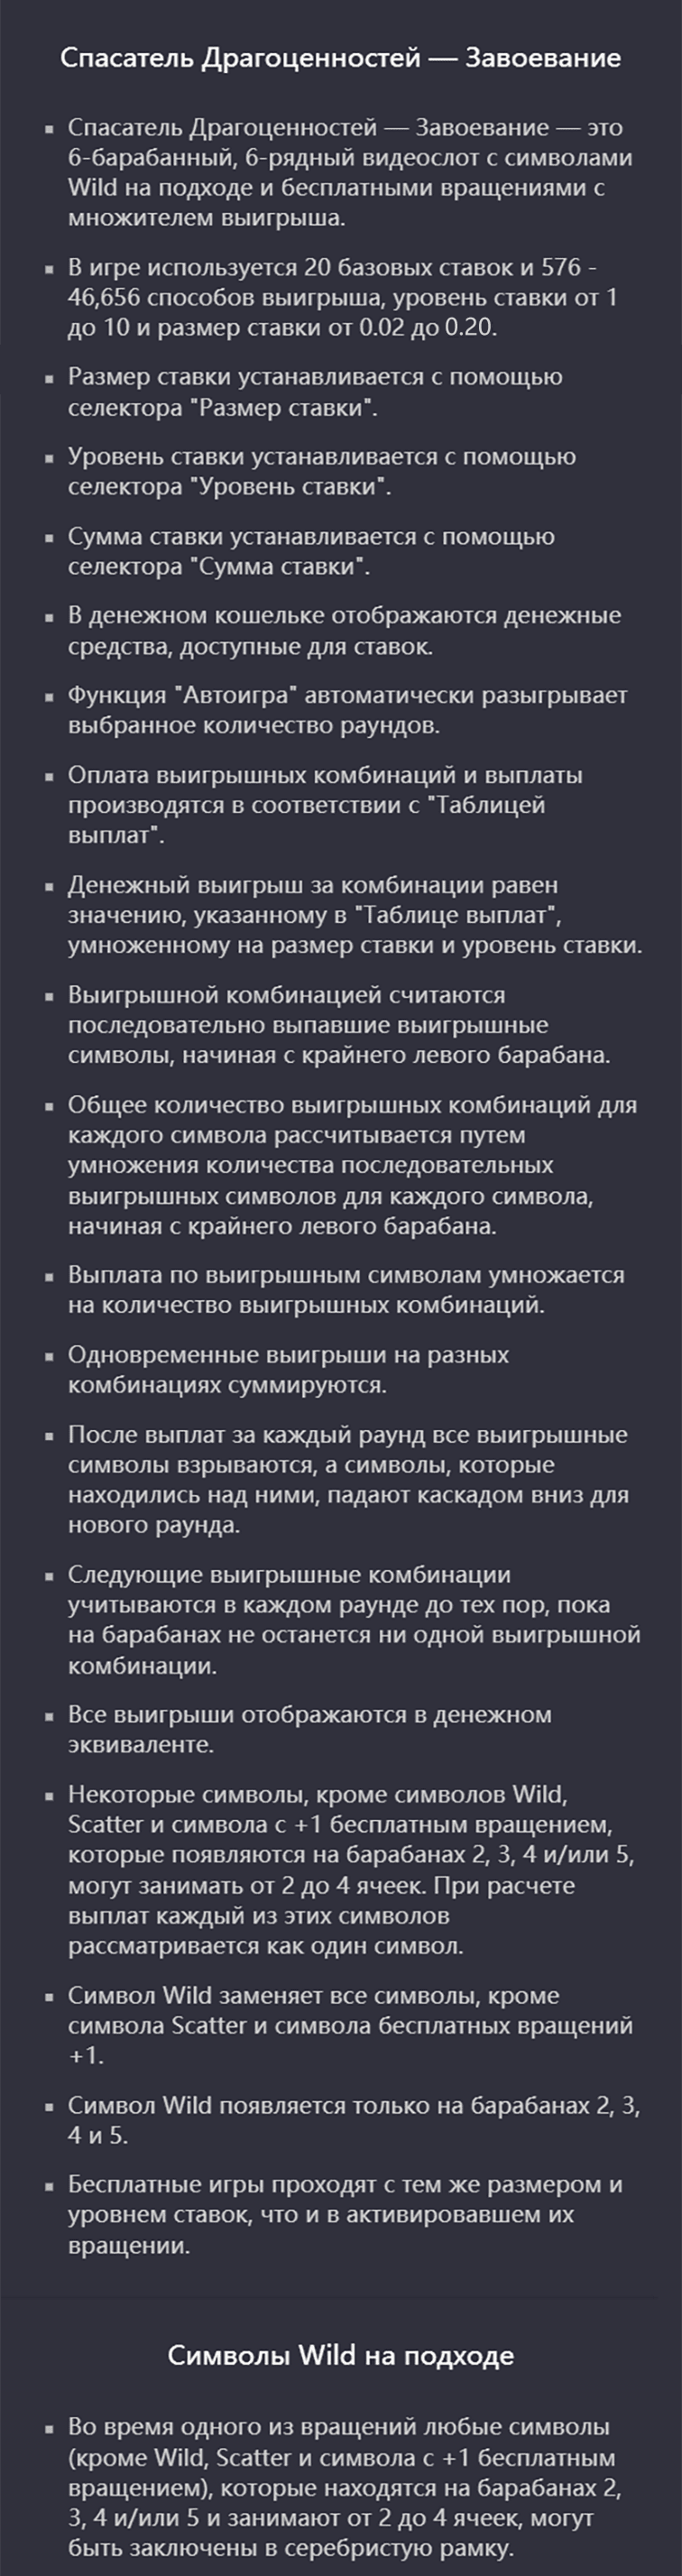 Спасатель Драгоценностей — Завоевание
▪ Спасатель Драгоценностей — Завоевание — это
6-барабанный, 6-рядный видеослот с символами
Wild на подходе и бесплатными вращениями с
множителем выигрыша.
▪ В игре используется 20 базовых ставок и 576 -
46,656 способов выигрыша, уровень ставки от 1
до 10 и размер ставки от 0.02 до 0.20.
▪ Размер ставки устанавливается с помощью
селектора "Размер ставки".
▪ Уровень ставки устанавливается с помощью
селектора "Уровень ставки".
▪ Сумма ставки устанавливается с помощью
селектора "Сумма ставки".
▪ В денежном кошельке отображаются денежные
средства, доступные для ставок.
▪ Функция "Автоигра" автоматически разыгрывает
выбранное количество раундов.
▪ Оплата выигрышных комбинаций и выплаты
производятся в соответствии с "Таблицей
выплат".
▪ Денежный выигрыш за комбинации равен
значению, указанному в "Таблице выплат",
умноженному на размер ставки и уровень ставки.
▪ Выигрышной комбинацией считаются
последовательно выпавшие выигрышные
символы, начиная с крайнего левого барабана.
▪ Общее количество выигрышных комбинаций для
каждого символа рассчитывается путем
умножения количества последовательных
выигрышных символов для каждого символа,
начиная с крайнего левого барабана.
▪ Выплата по выигрышным символам умножается
на количество выигрышных комбинаций.
▪ Одновременные выигрыши на разных
комбинациях суммируются.
▪ После выплат за каждый раунд все выигрышные
символы взрываются, а символы, которые
находились над ними, падают каскадом вниз для
нового раунда.
▪ Следующие выигрышные комбинации
учитываются в каждом раунде до тех пор, пока
на барабанах не останется ни одной выигрышной
комбинации.
▪ Все выигрыши отображаются в денежном
эквиваленте.
▪ Некоторые символы, кроме символов Wild,
Scatter и символа с +1 бесплатным вращением,
которые появляются на барабанах 2, 3, 4 и/или 5,
могут занимать от 2 до 4 ячеек. При расчете
выплат каждый из этих символов
рассматривается как один символ.
▪ Символ Wild заменяет все символы, кроме
символа Scatter и символа бесплатных вращений
+1.
▪ Символ Wild появляется только на барабанах 2, 3,
4 и 5.
▪ Бесплатные игры проходят с тем же размером и
уровнем ставок, что и в активировавшем их
вращении.
Символы Wild на подходе
▪ Во время одного из вращений любые символы
(кроме Wild, Scatter и символа с +1 бесплатным
вращением), которые находятся на барабанах 2,
3, 4 и/или 5 и занимают от 2 до 4 ячеек, могут
быть заключены в серебристую рамку.